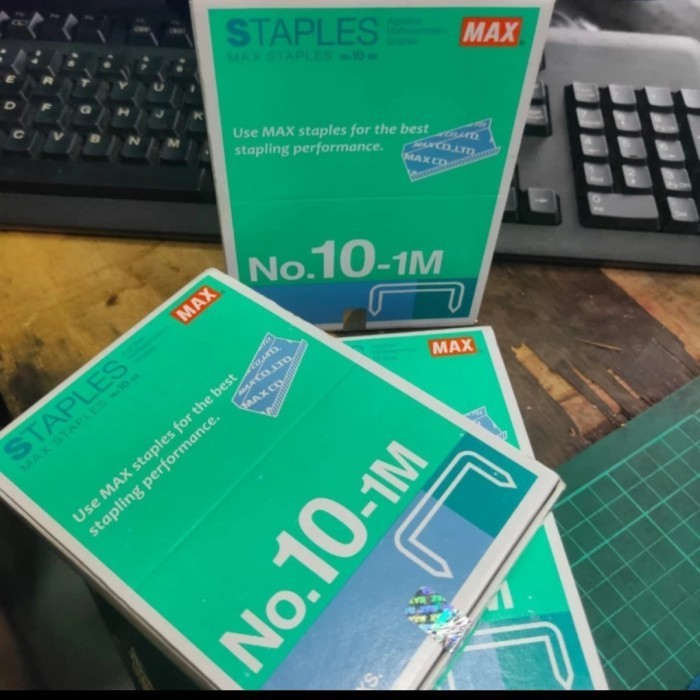 STAPLES
MAX
MAX STAPLES No.10-1M
Use MAX staples for the best
stapling performance.
MAX CO.,LTD.
MAX CO.
No.10-1M
MAX
STAPLES
MAX STAPLES No.10-1M
Use MAX staples for the best
stapling performance.
MAX CO.,LTD.
MAX CO.
No.10-1M
MAX
E
R
T
Y
U
D
F
G
H
J
K
C
V
B
N
M